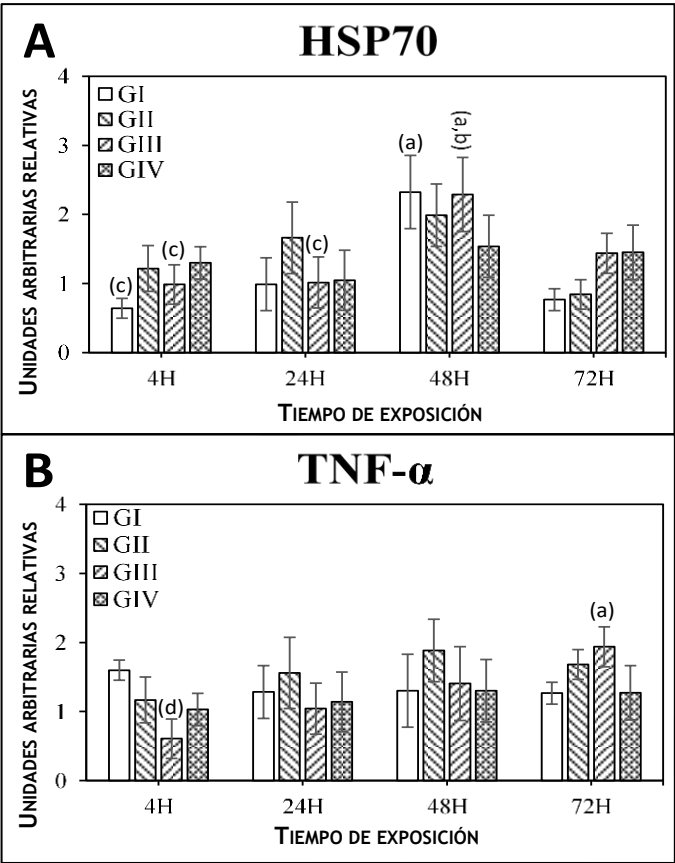 A
HSP70
UNIDADES ARBITRARIAS RELATIVAS
4
3
2
1
0
GI
GII
GIII
GIV
(c)
(c)
(c)
(a)
(a,b)
4H
24H
48H
72H
TIEMPO DE EXPOSICIÓN
B
TNF-α
UNIDADES ARBITRARIAS RELATIVAS
4
3
2
1
0
GI
GII
GIII
GIV
(d)
(a)
4H
24H
48H
72H
TIEMPO DE EXPOSICIÓN